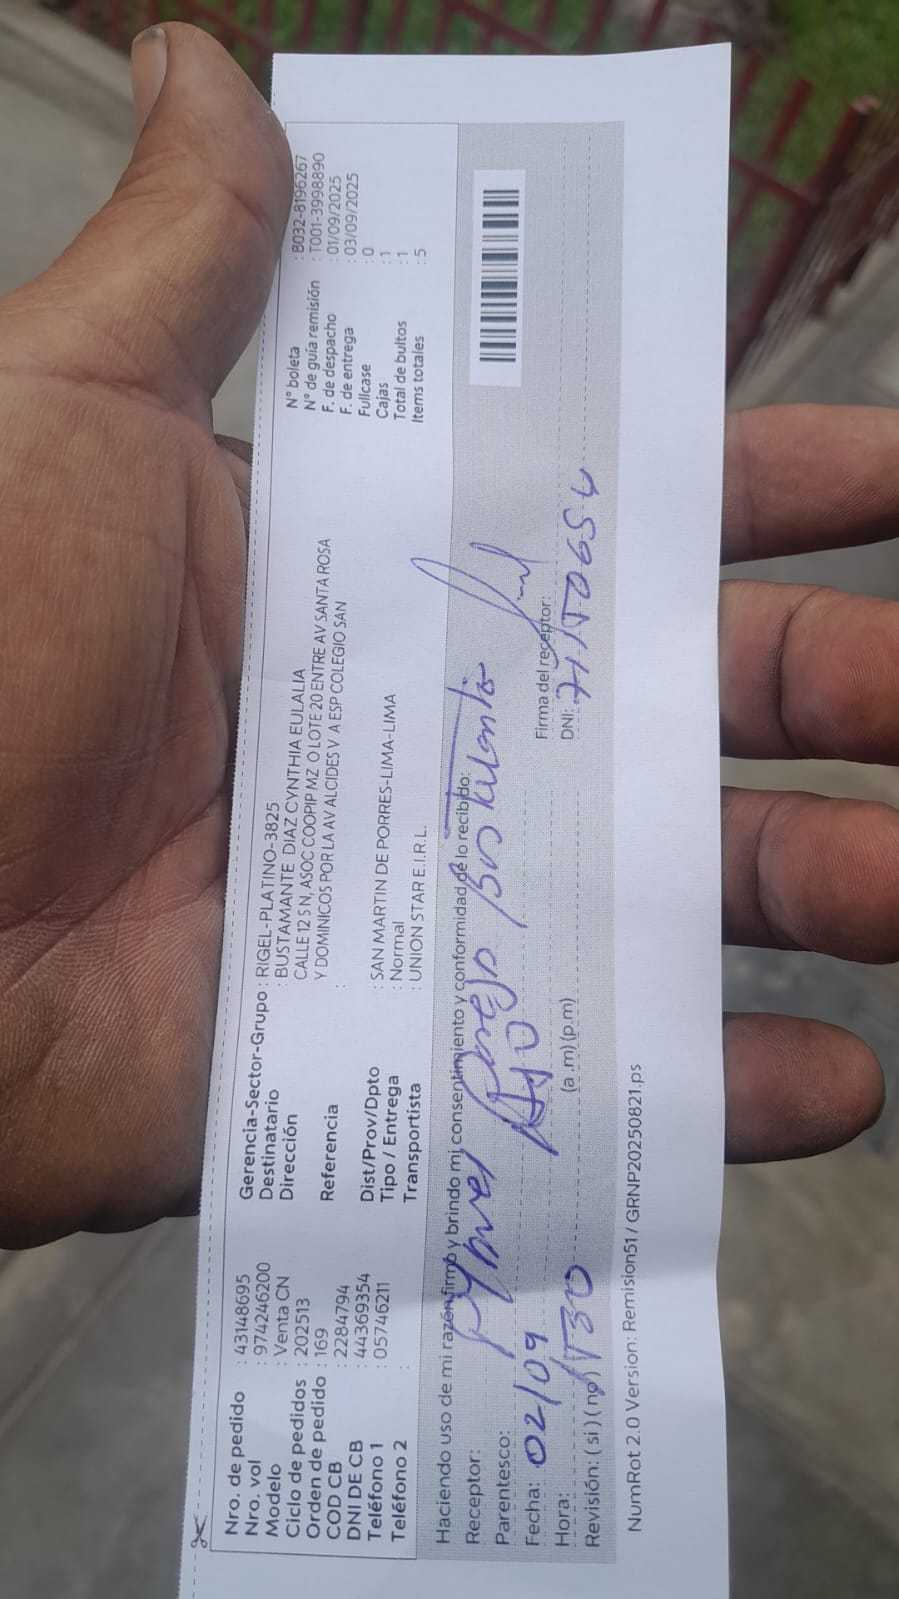 Nro. de pedido : 43148695
Nro. vol : 974246200
Modelo : Venta CN
Ciclo de pedidos : 202513
Orden de pedido : 169
COD CB : 2284794
DNI DE CB : 44369354
Teléfono 1 : 05746211
Teléfono 2 :
Gerencia-Sector-Grupo : RIGEL-PLATINO-3825
Destinatario : BUSTAMANTE DIAZ CYNTHIA EULALIA
Dirección CALLE 12 S N, ASOC COOPIP MZ O LOTE 20 ENTRE AV SANTA ROSA
Y DOMINICOS POR LA AV ALCIDES V A ESP COLEGIO SAN
Referencia :
Dist/Prov/Dpto : SAN MARTIN DE PORRES-LIMA-LIMA
Tipo / Entrega : Normal
Transportista : UNION STAR E.I.R.L.
N° boleta : B032-8196267
N° de guía remisión : T001-3998890
F. de despacho : 01/09/2025
F. de entrega : 03/09/2025
Fullcase : 0
Cajas : 1
Total de bultos : 1
Items totales : 5
Haciendo uso de mi razón firmo y brindo mi consentimiento y conformidad de lo recibido:
Receptor:
Parentesco:
Fecha: 02/09
Hora: (a .m) (p.m)
Revisión: ( si ) ( no )
Firma del receptor:
DNI:
NumRot 2.0 Version: Remision51 / GRNP20250821.ps